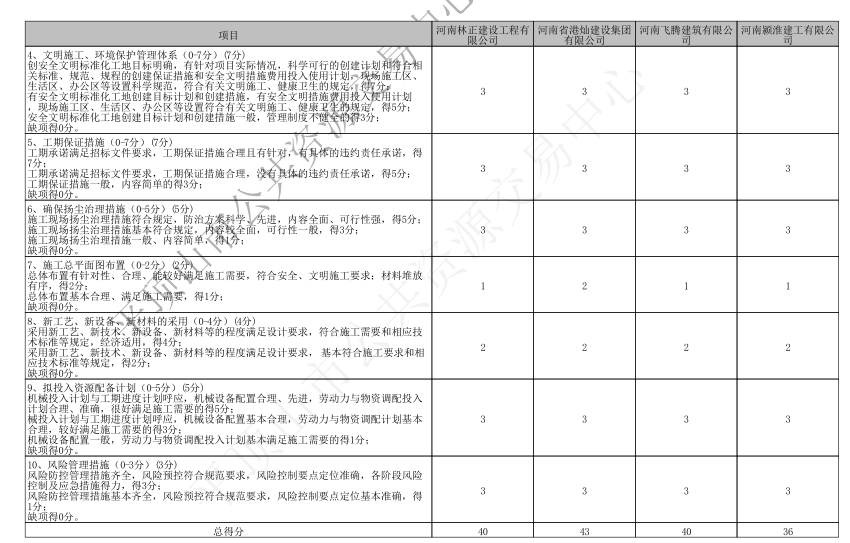 项目
河南林正建设工程有限公司
河南省港灿建设集团有限公司
河南飞腾建筑有限公司
河南颍淮建工有限公司
4、文明施工、环境保护管理体系（0-7分）(7分)
创安全文明标准化工地目标明确，有针对项目实际情况，科学可行的创建计划和符合相
关标准、规范、规程的创建保证措施和安全文明措施费用投入使用计划，现场施工区、
生活区、办公区等设置科学规范，符合有关文明施工、健康卫生的规定，得7分；
有安全文明标准化工地创建目标计划和创建措施，有安全文明措施费用投入使用计划
，现场施工区、生活区、办公区等设置符合有关文明施工、健康卫生的规定，得5分；
安全文明标准化工地创建目标计划和创建措施一般，管理制度不健全的得3分；
缺项得0分。
3 3 3 3
5、工期保证措施（0-7分）(7分)
工期承诺满足招标文件要求，工期保证措施合理且有针对，有具体的违约责任承诺，得
7分；
工期承诺满足招标文件要求，工期保证措施合理，没有具体的违约责任承诺，得5分；
工期保证措施一般，内容简单的得3分；
缺项得0分。
3 3 3 3
6、确保扬尘治理措施（0-5分）(5分)
施工现场扬尘治理措施符合规定，防治方案科学、先进，内容全面、可行性强，得5分；
施工现场扬尘治理措施基本符合规定，内容较全面，可行性一般，得3分；
施工现场扬尘治理措施一般、内容简单，得1分；
缺项得0分。
3 3 3 3
7、施工总平面图布置（0-2分）(2分)
总体布置有针对性、合理、能较好满足施工需要，符合安全、文明施工要求；材料堆放
有序，得2分；
总体布置基本合理、满足施工需要，得1分；
缺项得0分。
1 2 1 1
8、新工艺、新设备、新材料的采用（0-4分）(4分)
采用新工艺、新技术、新设备、新材料等的程度满足设计要求，符合施工需要和相应技
术标准等规定，经济适用，得4分；
采用新工艺、新技术、新设备、新材料等的程度满足设计要求， 基本符合施工要求和相
应技术标准等规定，得2分；
缺项得0分。
2 2 2 2
9、拟投入资源配备计划（0-5分）(5分)
机械投入计划与工期进度计划呼应，机械设备配置合理、先进，劳动力与物资调配投入
计划合理、准确，很好满足施工需要的得5分；
械投入计划与工期进度计划呼应，机械设备配置基本合理，劳动力与物资调配计划基本
合理，较好满足施工需要的得3分；
机械设备配置一般，劳动力与物资调配投入计划基本满足施工需要的得1分；
缺项得0分。
3 3 3 3
10、风险管理措施（0-3分）(3分)
风险防控管理措施齐全，风险预控符合规范要求，风险控制要点定位准确，各阶段风险
控制及应急措施得力，得3分；
风险防控管理措施基本齐全，风险预控符合规范要求，风险控制要点定位基本准确，得
1分；
缺项得0分。
3 3 3 3
总得分 40 43 40 36
平顶山市公共资源交易中心
平顶山市公共资源交易中心